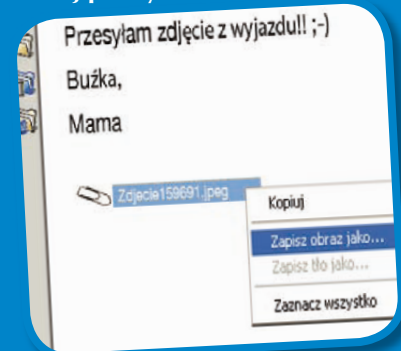 Przesyłam zdjęcie z wyjazdu!! ;-)
Buźka,
Mama
Zdjecie159691.jpeg
Kopiuj
Zapisz obraz jako...
Zapisz tło jako...
Zaznacz wszystko